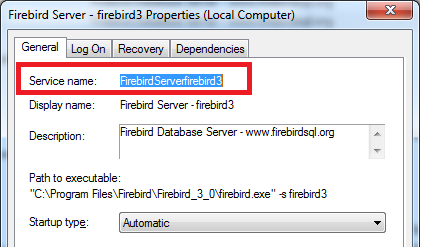 Firebird Server - firebird3 Properties (Local Computer)
General Log On Recovery Dependencies
Service name: FirebirdServerfirebird3
Display name: Firebird Server - firebird3
Description: Firebird Database Server - www.firebirdsql.org
Path to executable:
"C:\Program Files\Firebird\Firebird_3_0\firebird.exe" -s firebird3
Startup type: Automatic